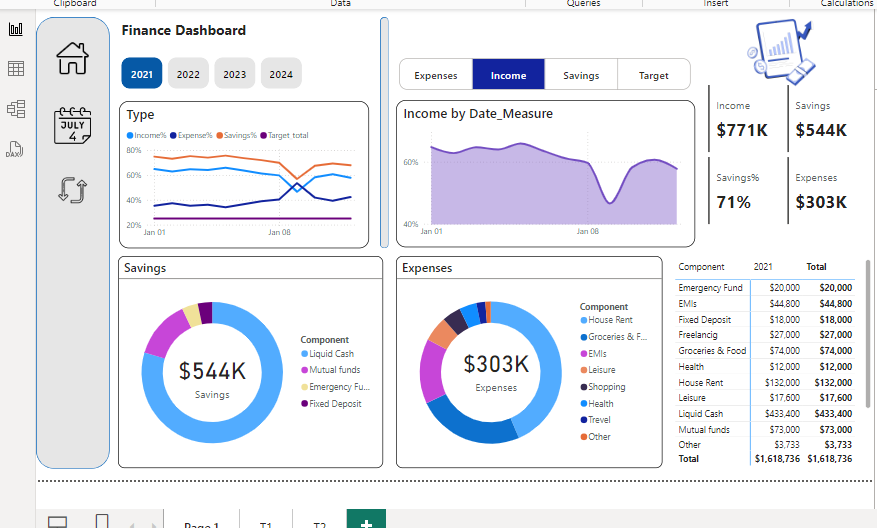 Clipboard
Data
Queries
Insert
Calculations
DAX
Finance Dashboard
2021
2022
2023
2024
Expenses
Income
Savings
Target
JULY
4
Type
Income%
Expense%
Savings%
Target total
80%
60%
40%
20%
Jan 01
Jan 08
Income by Date_Measure
60%
40%
Jan 01
Jan 08
Income
$771K
Savings
$544K
Savings%
71%
Expenses
$303K
Savings
$544K
Savings
Component
Liquid Cash
Mutual funds
Emergency Fu...
Fixed Deposit
Expenses
$303K
Expenses
Component
House Rent
Groceries & F...
EMIs
Leisure
Shopping
Health
Trevel
Other
Component 2021 Total
Emergency Fund $20,000 $20,000
EMIs $44,800 $44,800
Fixed Deposit $18,000 $18,000
Freelancig $27,000 $27,000
Groceries & Food $74,000 $74,000
Health $12,000 $12,000
House Rent $132,000 $132,000
Leisure $17,600 $17,600
Liquid Cash $433,400 $433,400
Mutual funds $73,000 $73,000
Other $3,733 $3,733
Total $1,618,736 $1,618,736
Page 1
T1
T2